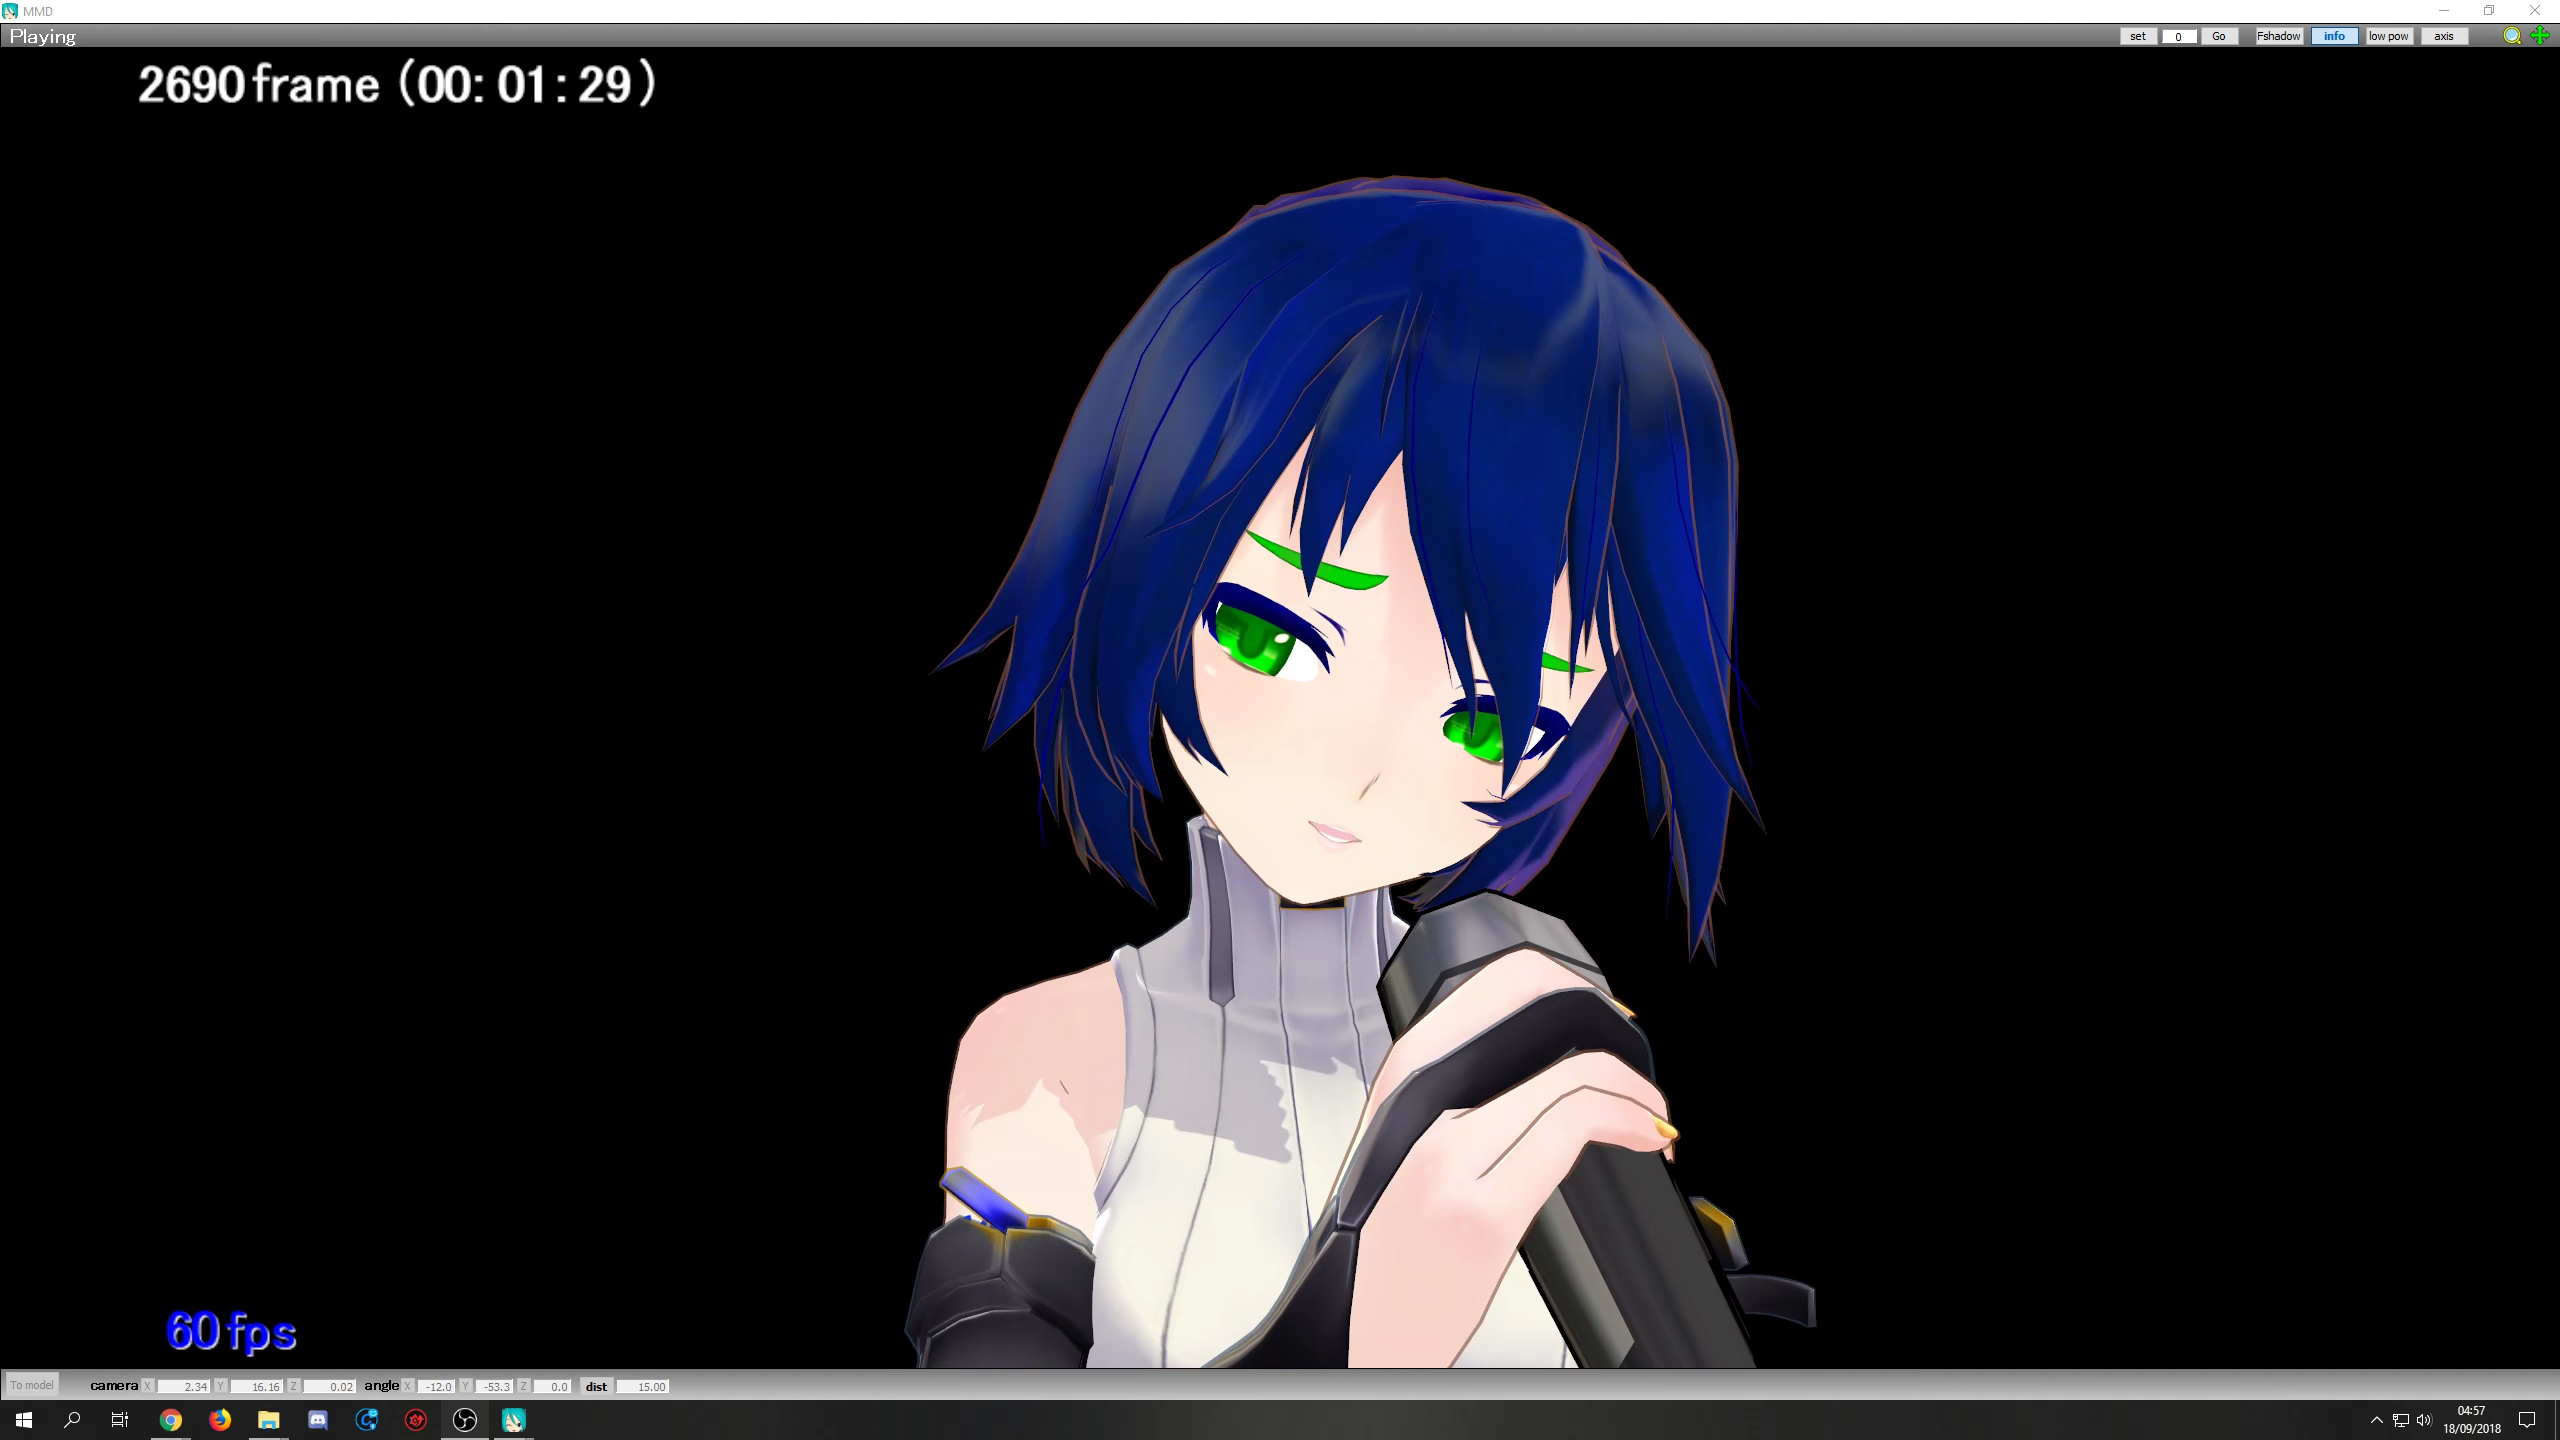 MMD
Playing
set 0 Go Fshadow info low pow axis
2690 frame (00:01:29)
60 fps
To model camera X 2.34 Y 16.16 Z 0.02 angle X -12.0 Y -53.3 Z 0.0 dist 15.00
04:57
18/09/2018